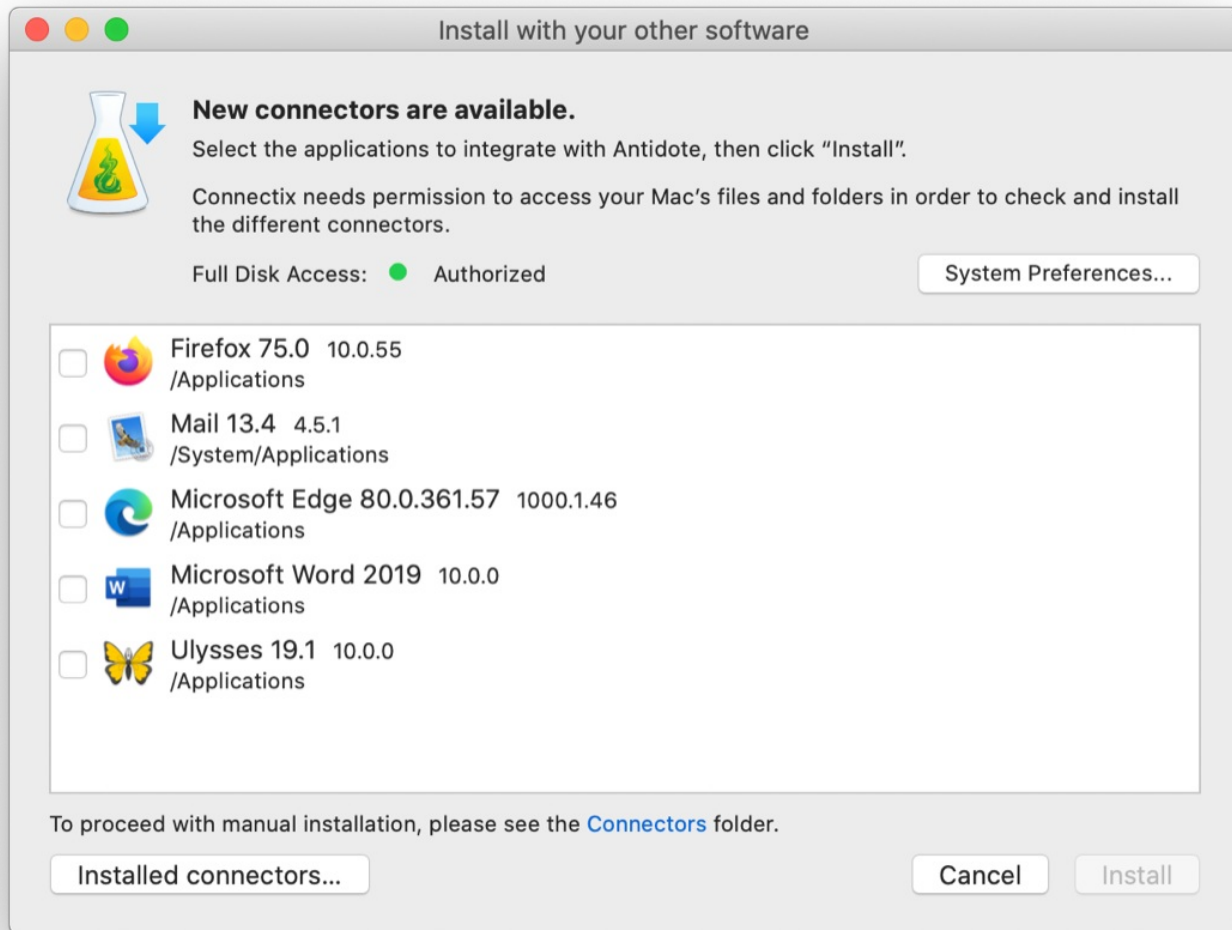 Install with your other software
New connectors are available.
Select the applications to integrate with Antidote, then click “Install”.
Connectix needs permission to access your Mac’s files and folders in order to check and install
the different connectors.
Full Disk Access: Authorized
System Preferences...
Firefox 75.0 10.0.55
/Applications
Mail 13.4 4.5.1
/System/Applications
Microsoft Edge 80.0.361.57 1000.1.46
/Applications
W
Microsoft Word 2019 10.0.0
/Applications
Ulysses 19.1 10.0.0
/Applications
To proceed with manual installation, please see the Connectors folder.
Installed connectors...
Cancel
Install